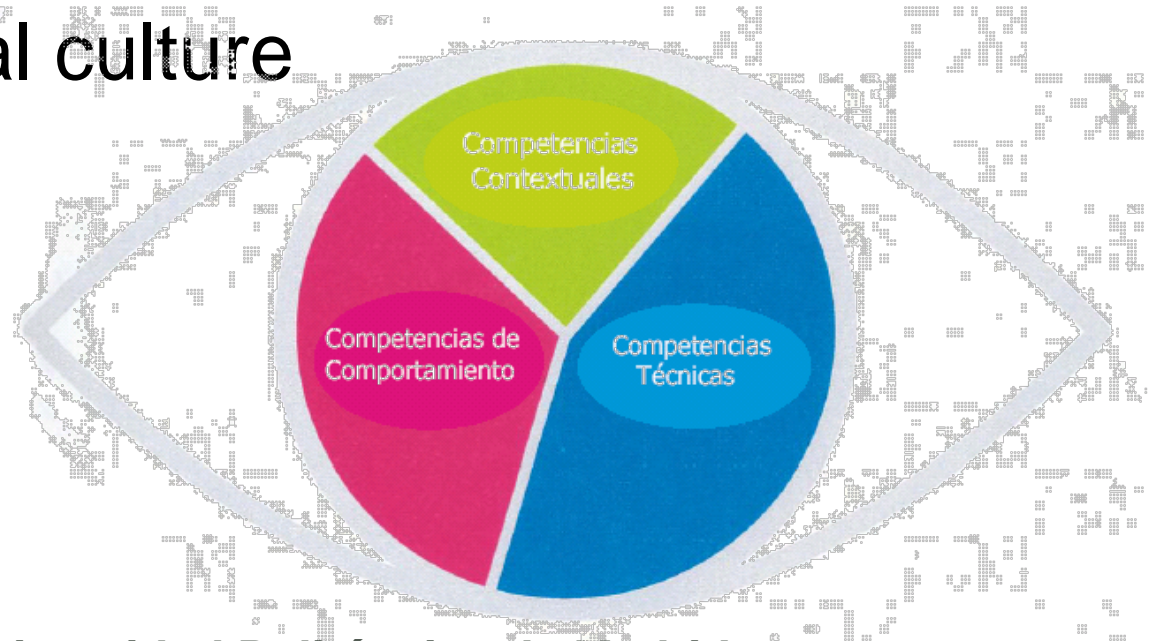 al culture
Competencias
Contextuales
Competencias de
Comportamiento
Competencias
Técnicas